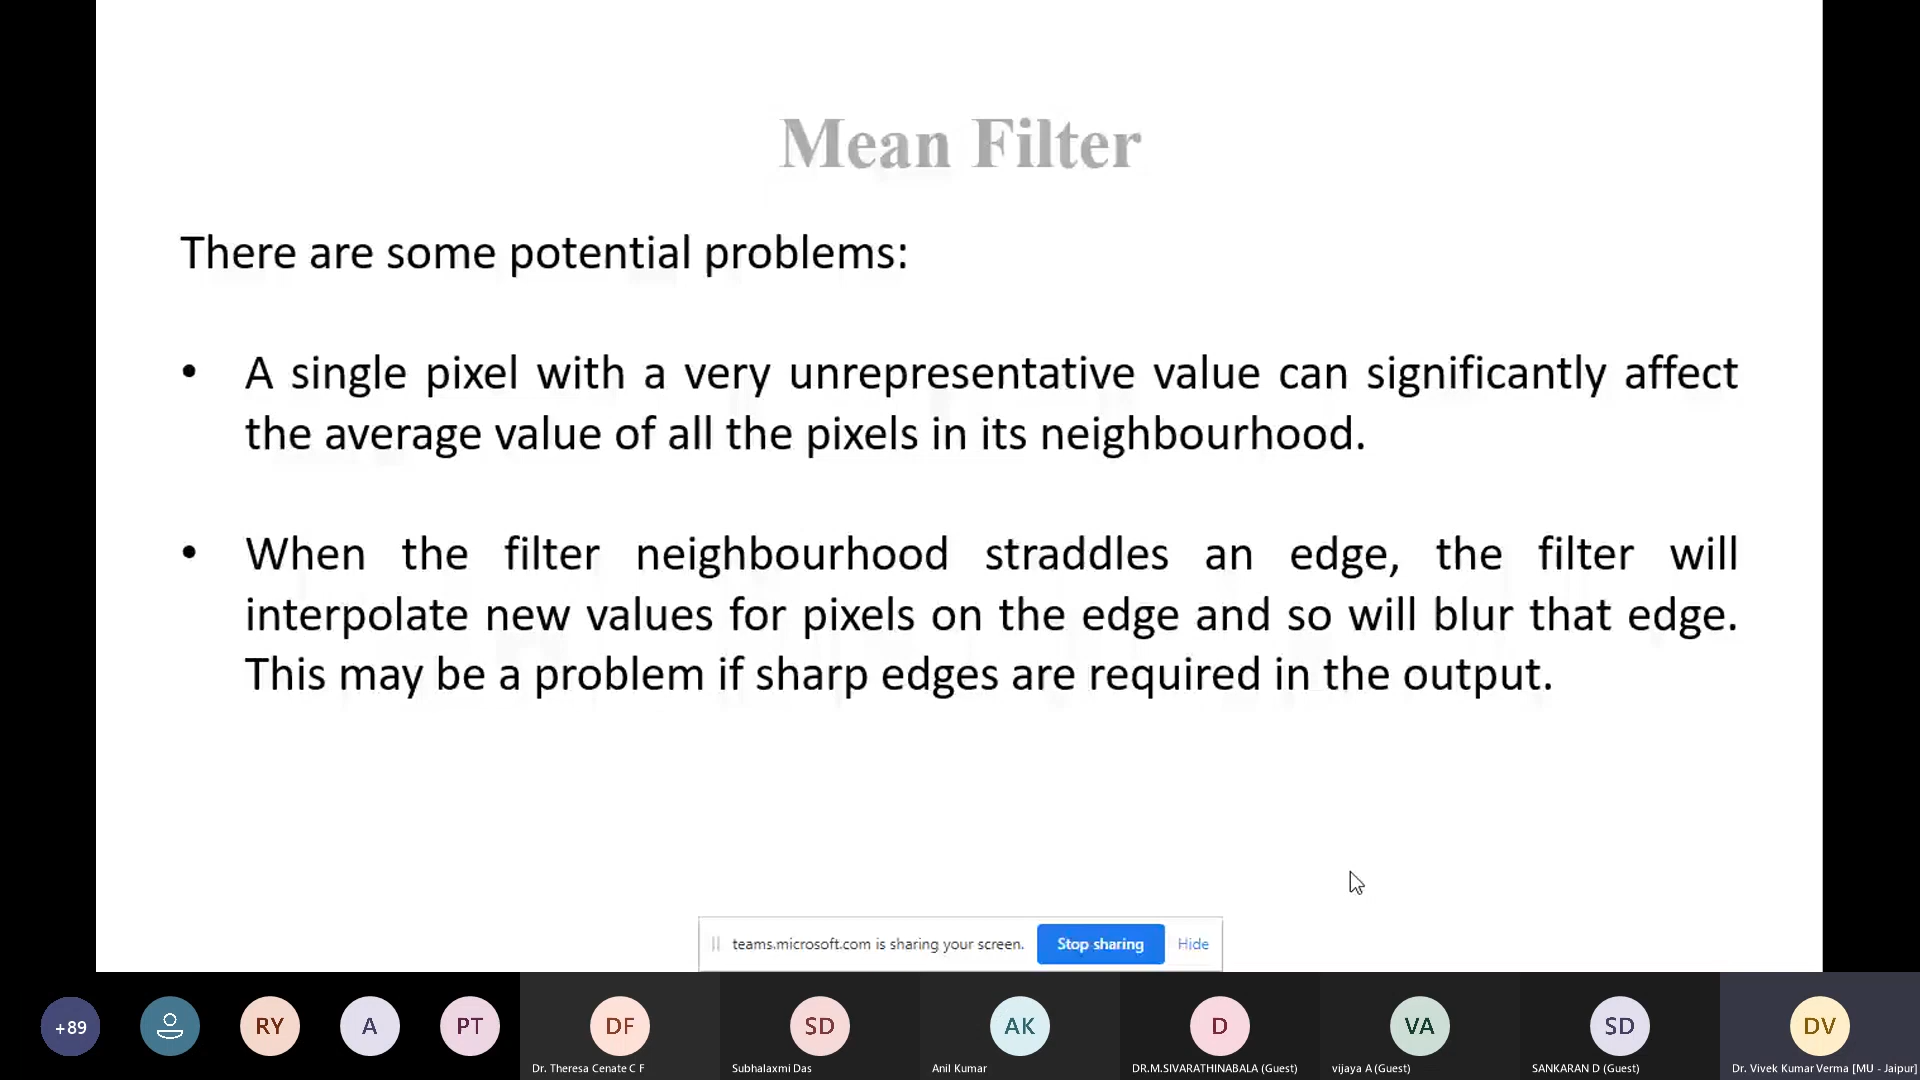 Mean Filter
There are some potential problems:
• A single pixel with a very unrepresentative value can significantly affect
the average value of all the pixels in its neighbourhood.
• When the filter neighbourhood straddles an edge, the filter will
interpolate new values for pixels on the edge and so will blur that edge.
This may be a problem if sharp edges are required in the output.
teams.microsoft.com is sharing your screen. Stop sharing Hide
+89 RY A PT DF SD AK D VA SD DV
Dr. Theresa Cenate C F Subhalaxmi Das Anil Kumar DR.M.SIVARATHINABALA (Guest) vijaya A (Guest) SANKARAN D (Guest) Dr. Vivek Kumar Verma [MU - Jaipur]